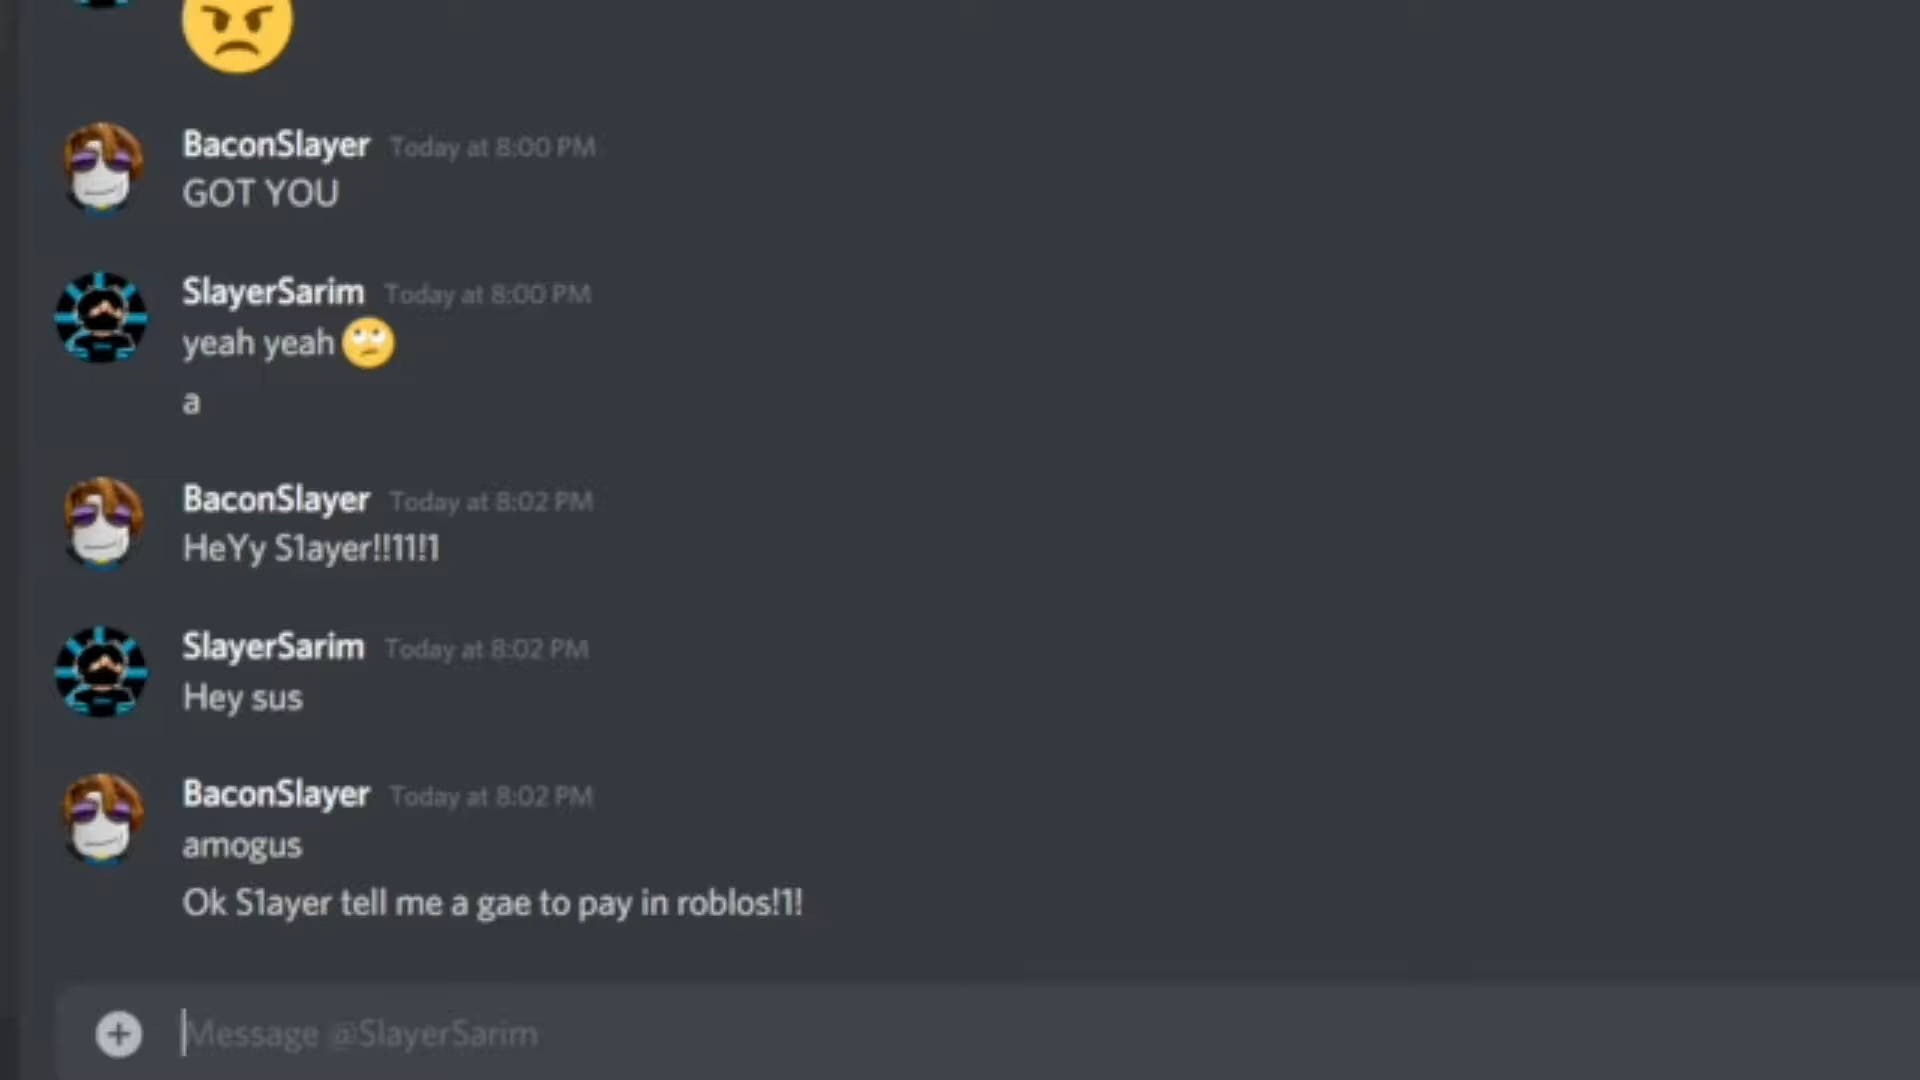 BaconSlayer Today at 8:00 PM
GOT YOU
SlayerSarim Today at 8:00 PM
yeah yeah 🙄
a
BaconSlayer Today at 8:02 PM
HeYy S1ayer!!11!1
SlayerSarim Today at 8:02 PM
Hey sus
BaconSlayer Today at 8:02 PM
amogus
Ok S1ayer tell me a gae to pay in roblos!1!
Message @SlayerSarim